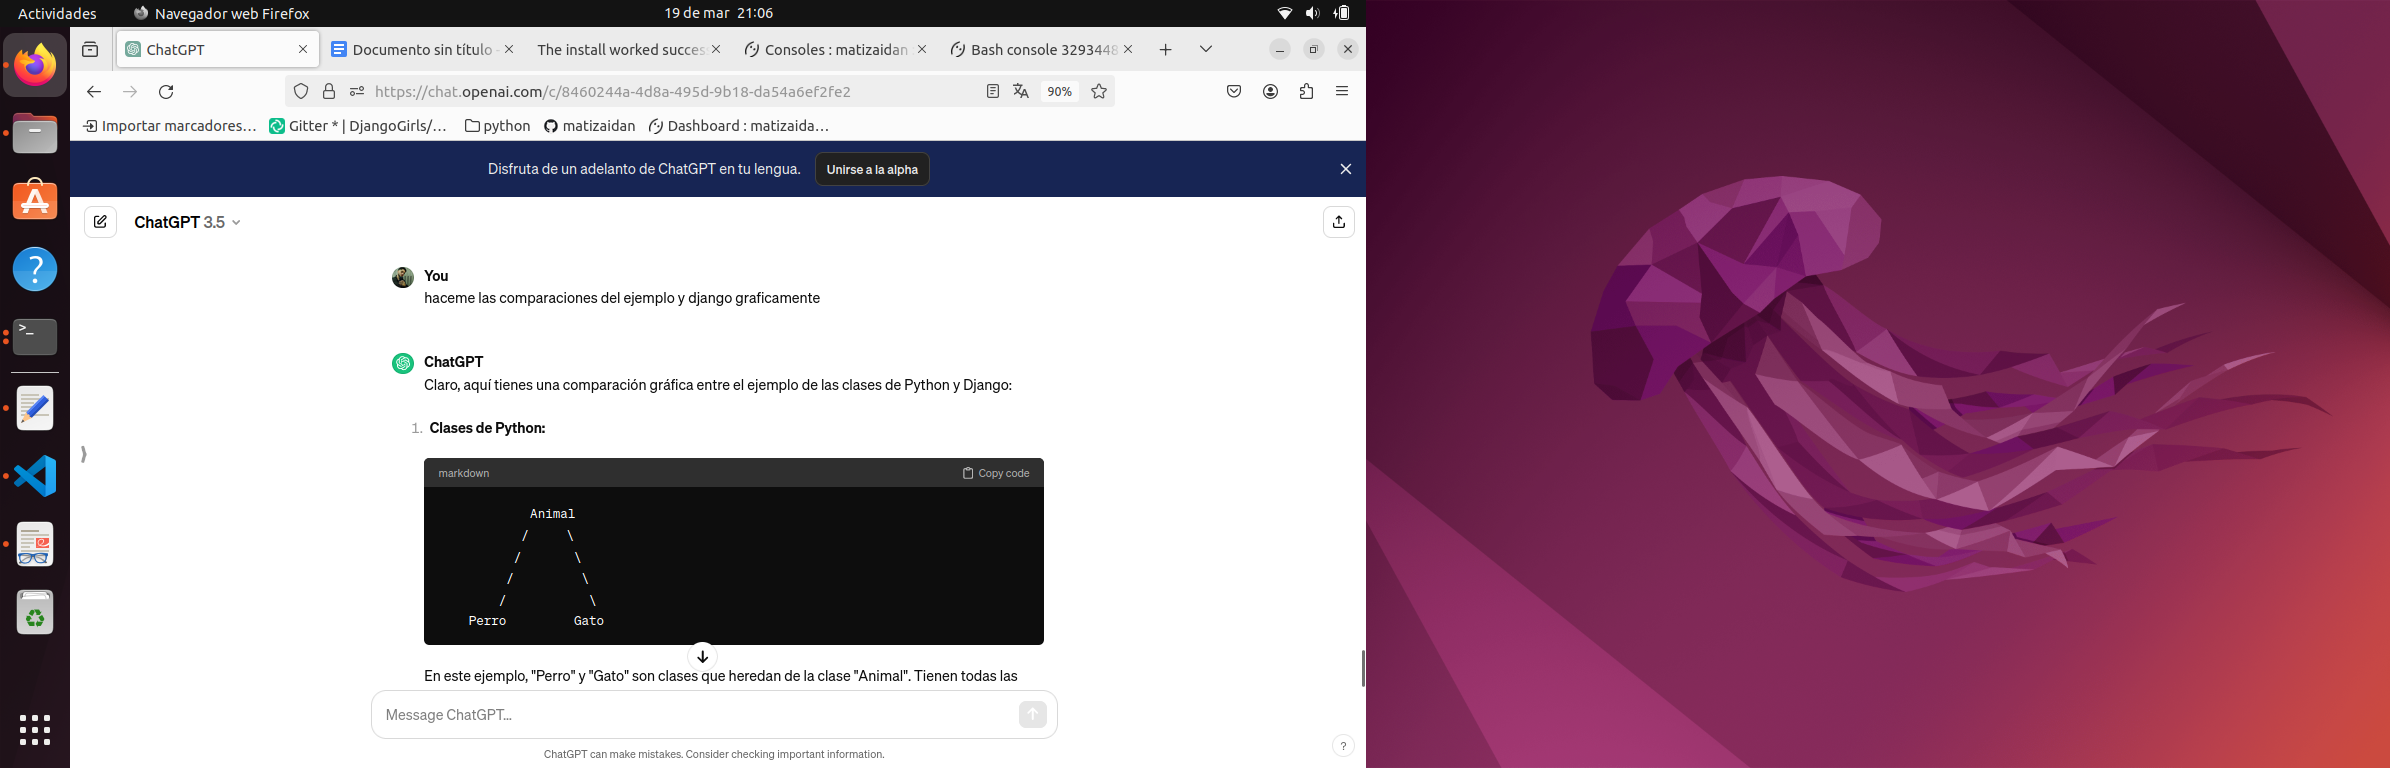 Actividades
Navegador web Firefox
19 de mar 21:06
ChatGPT
Documento sin título -
The install worked succes
Consoles : matizaidan
Bash console 3293448
https://chat.openai.com/c/8460244a-4d8a-495d-9b18-da54a6ef2fe2
90%
Importar marcadores…
Gitter * | DjangoGirls/…
python
matizaidan
Dashboard : matizaida…
Disfruta de un adelanto de ChatGPT en tu lengua.
Unirse a la alpha
ChatGPT 3.5
You
haceme las comparaciones del ejemplo y django graficamente
ChatGPT
Claro, aquí tienes una comparación gráfica entre el ejemplo de las clases de Python y Django:
1. Clases de Python:
markdown
Copy code
Animal
/ \
/ \
/ \
/ \
Perro Gato
En este ejemplo, "Perro" y "Gato" son clases que heredan de la clase "Animal". Tienen todas las
Message ChatGPT…
ChatGPT can make mistakes. Consider checking important information.
?